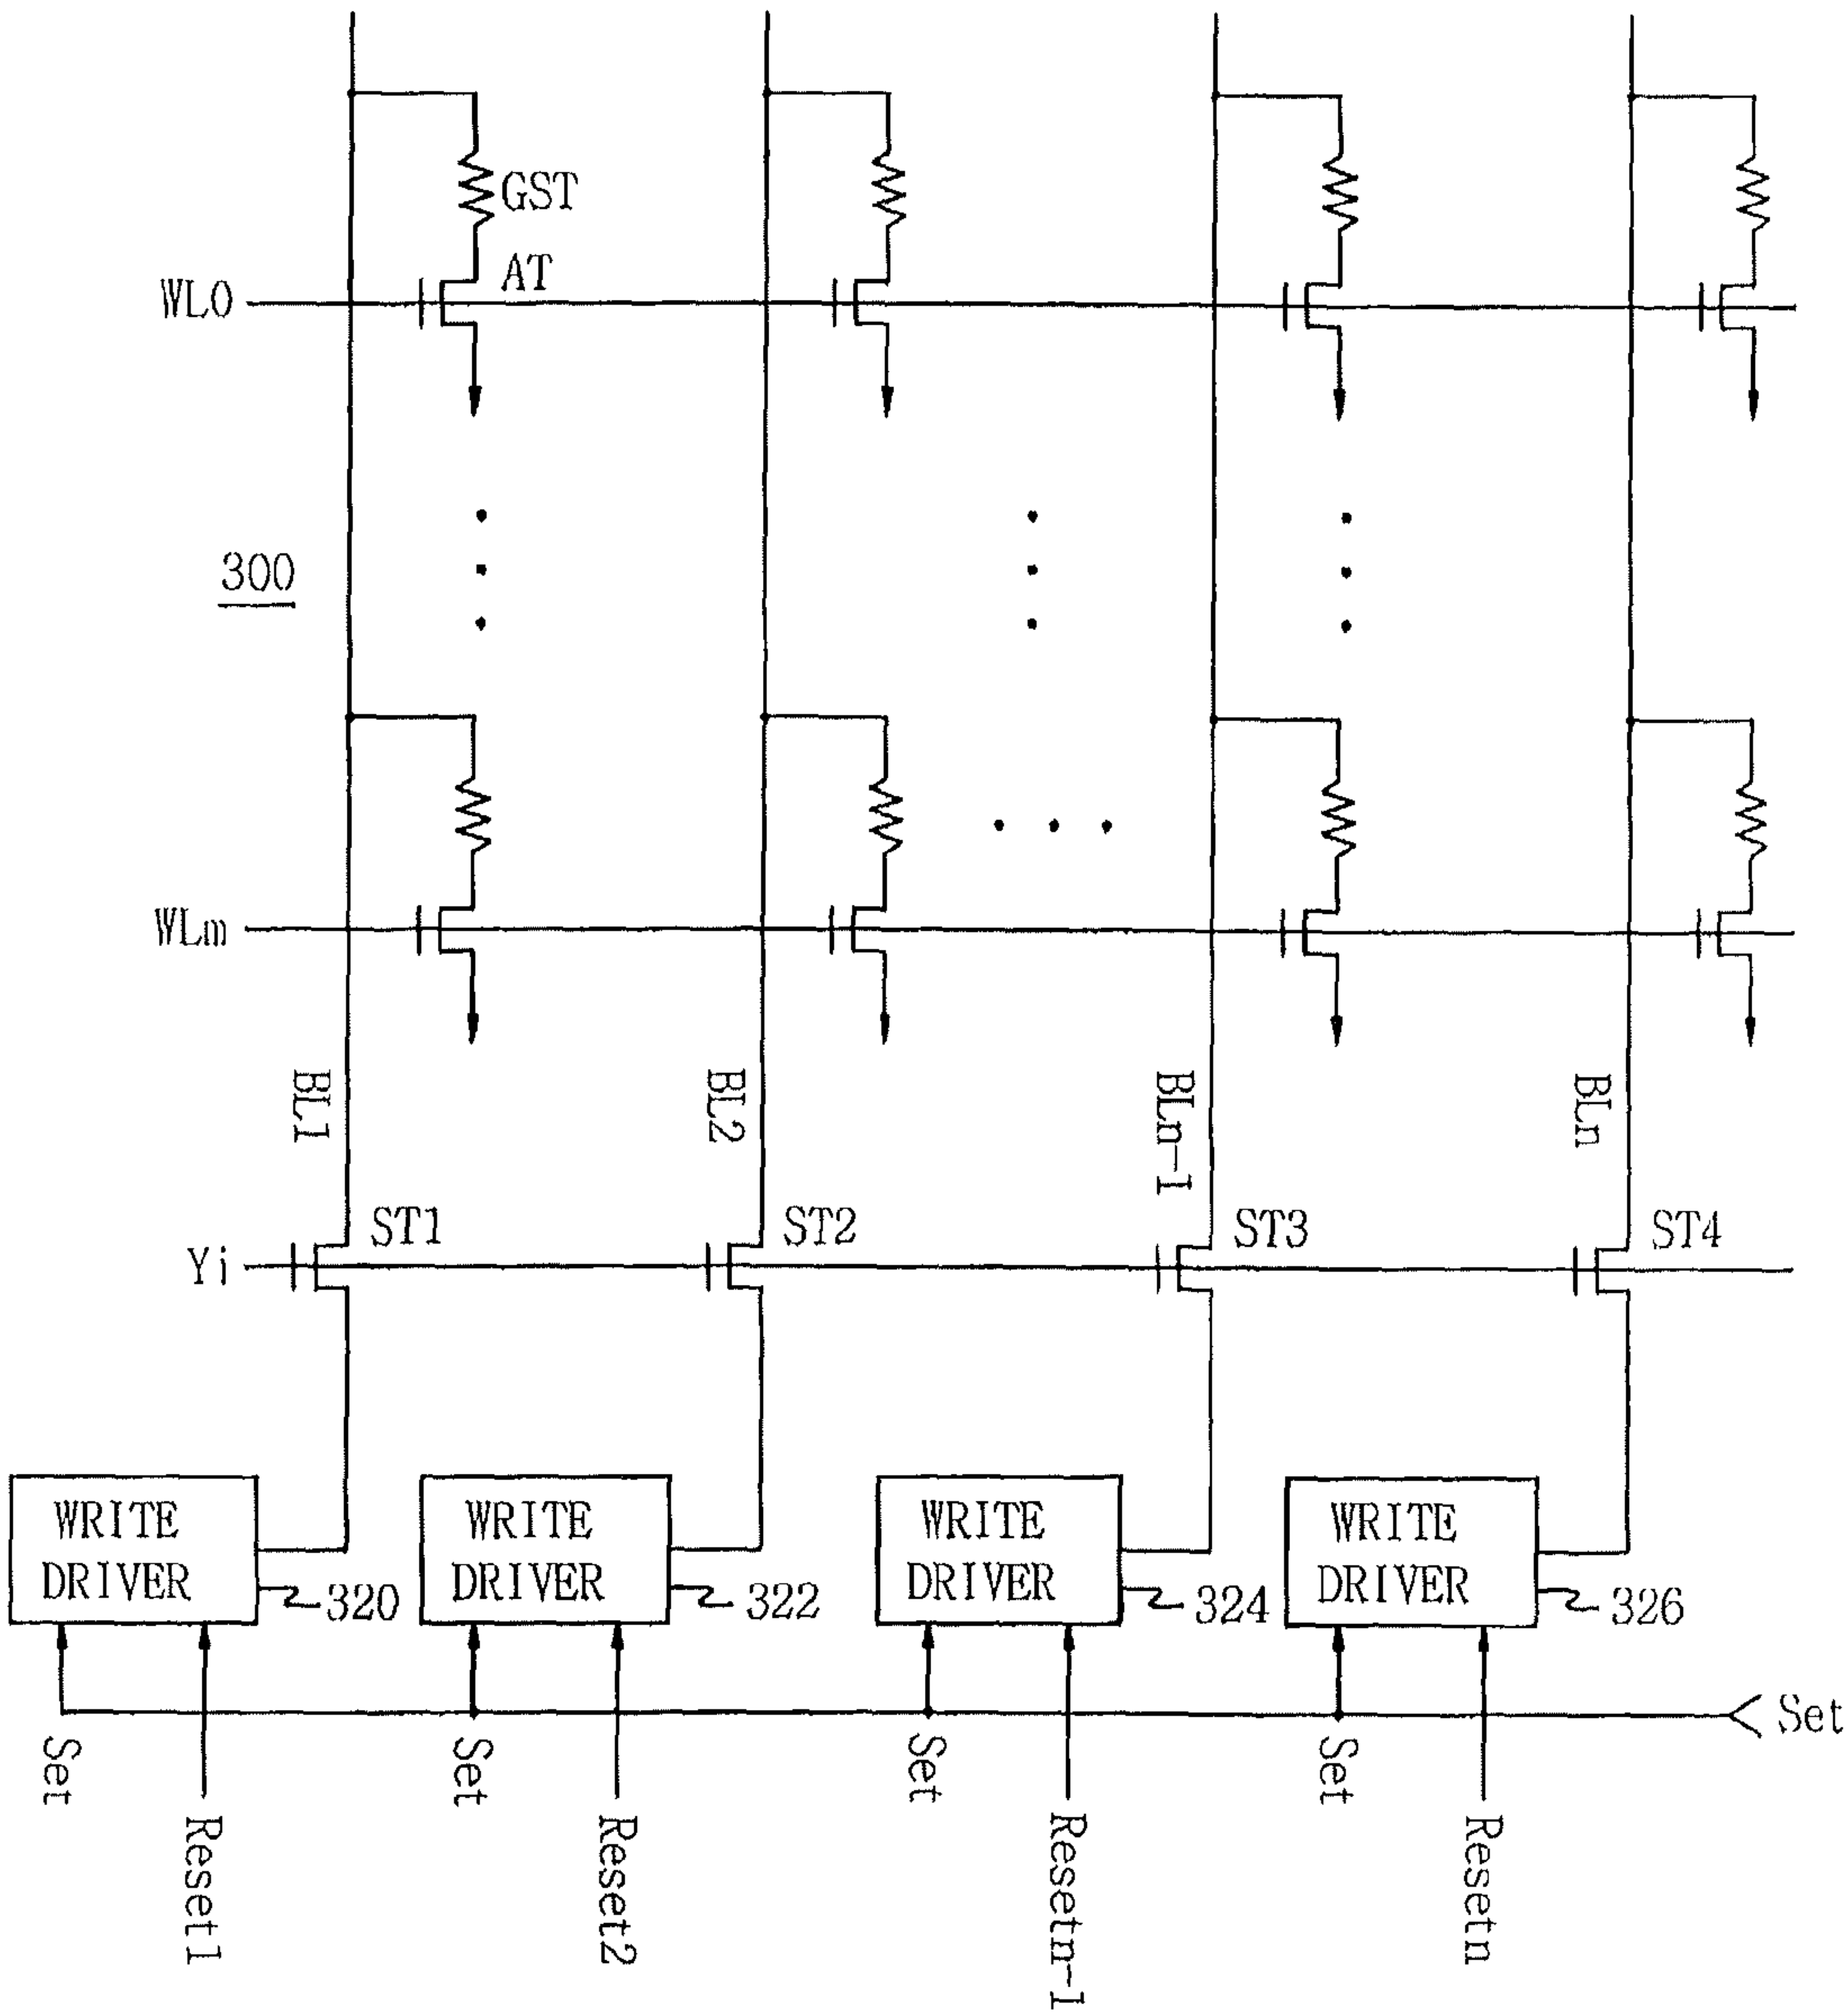 GST
AT
WL0
300
WLm
BL1
BL2
BLn-1
BLn
ST1
ST2
ST3
ST4
Yi
WRITE
DRIVER
320
WRITE
DRIVER
322
WRITE
DRIVER
324
WRITE
DRIVER
326
Set
Set
Set
Set
Set
Reset1
Reset2
Resetn-1
Resetn